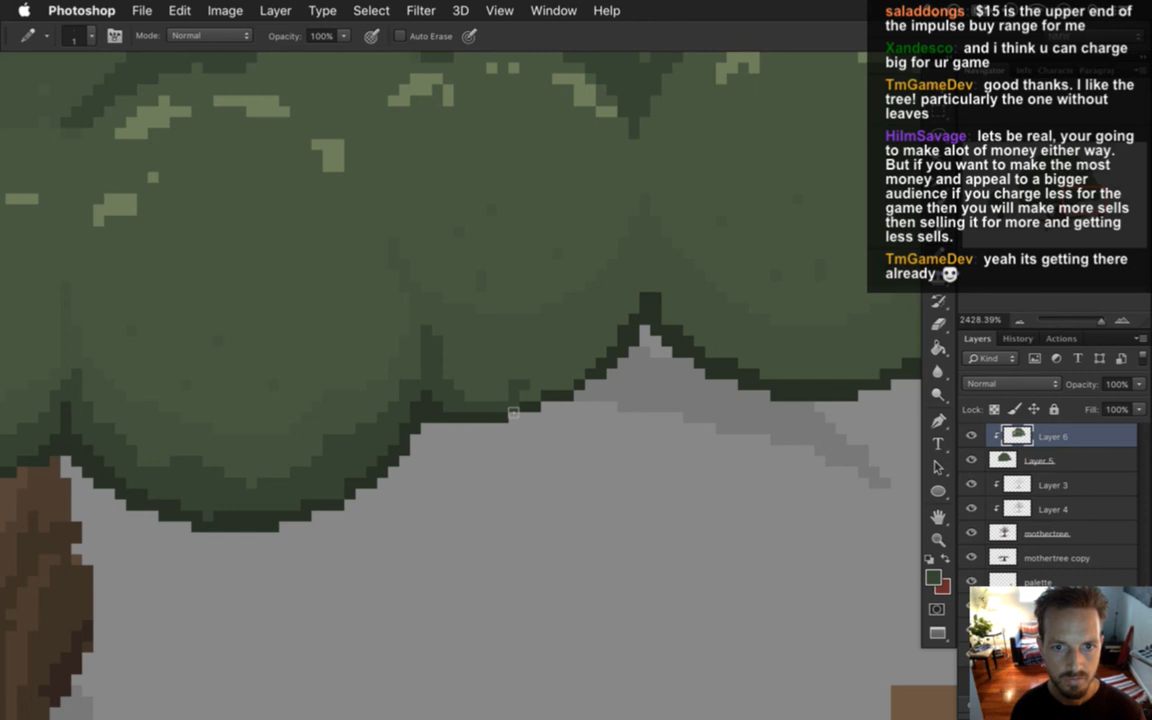 Photoshop File Edit Image Layer Type Select Filter 3D View Window Help
1 Mode: Normal Opacity: 100% Auto Erase
saladdongs: $15 is the upper end of
the impulse buy range for me
Xandesco: and i think u can charge
big for ur game
TmGameDev: good thanks. I like the
tree! particularly the one without
leaves
HilmSavage: lets be real, your going
to make alot of money either way.
But if you want to make the most
money and appeal to a bigger
audience if you charge less for the
game then you will make more sells
then selling it for more and getting
less sells.
TmGameDev: yeah its getting there
already
2428.39%
Layers History Actions
Kind
Normal Opacity: 100%
Lock: Fill: 100%
Layer 6
Layer 5
Layer 3
Layer 4
mothertree
mothertree copy
palette